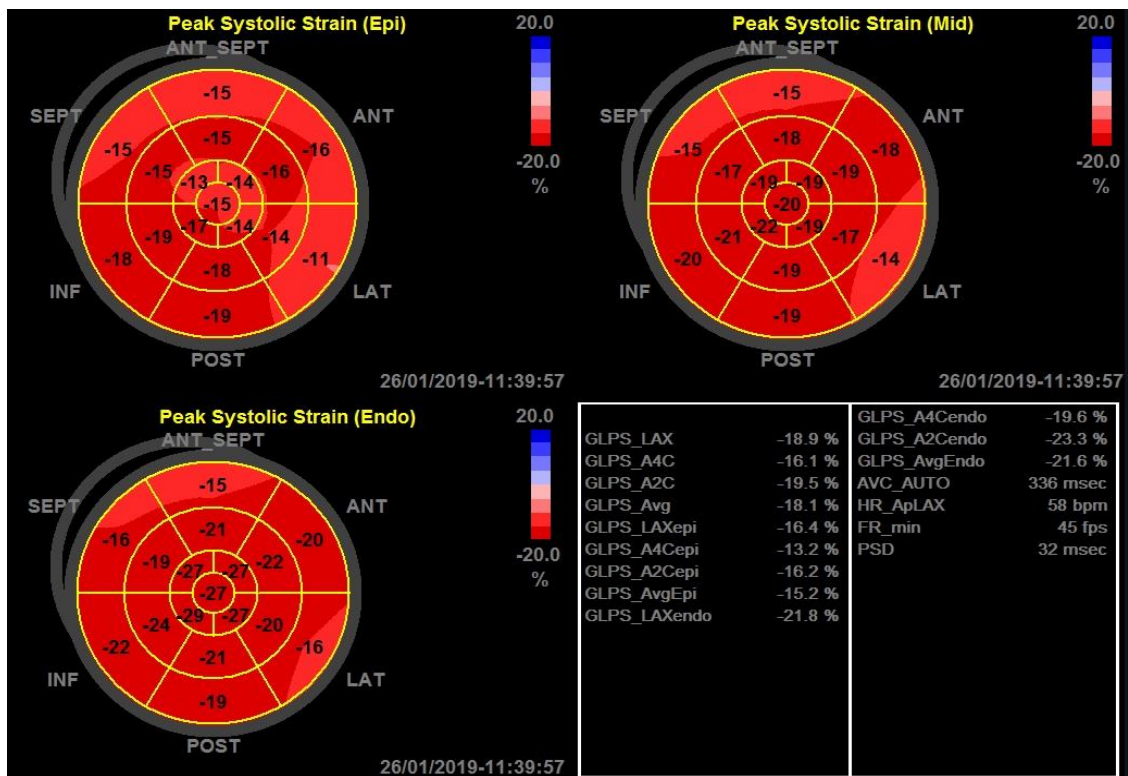 Peak Systolic Strain (Epi)
20.0
ANT_SEPT
-15
SEPT
ANT
-15
-15
-16
-20.0
%
-15
-16
-13
-14
-15
-17
-14
-19
-14
-18
-18
-11
INF
LAT
-19
POST
26/01/2019-11:39:57
Peak Systolic Strain (Mid)
20.0
ANT_SEPT
-15
SEPT
ANT
-18
-15
-18
-20.0
%
-17
-19
-19
-19
-20
-22
-19
-21
-17
-20
-19
-14
INF
LAT
-19
POST
26/01/2019-11:39:57
Peak Systolic Strain (Endo)
20.0
ANT_SEPT
-15
SEPT
ANT
-21
-16
-20
-20.0
%
-19
-22
-27
-27
-27
-29
-27
-24
-20
-22
-21
-16
INF
LAT
-19
POST
26/01/2019-11:39:57
GLPS_LAX -18.9 %
GLPS_A4C -16.1 %
GLPS_A2C -19.5 %
GLPS_Avg -18.1 %
GLPS_LAXepi -16.4 %
GLPS_A4Cepi -13.2 %
GLPS_A2Cepi -16.2 %
GLPS_AvgEpi -15.2 %
GLPS_LAXendo -21.8 %
GLPS_A4Cendo -19.6 %
GLPS_A2Cendo -23.3 %
GLPS_AvgEndo -21.6 %
AVC_AUTO 336 msec
HR_ApLAX 58 bpm
FR_min 45 fps
PSD 32 msec